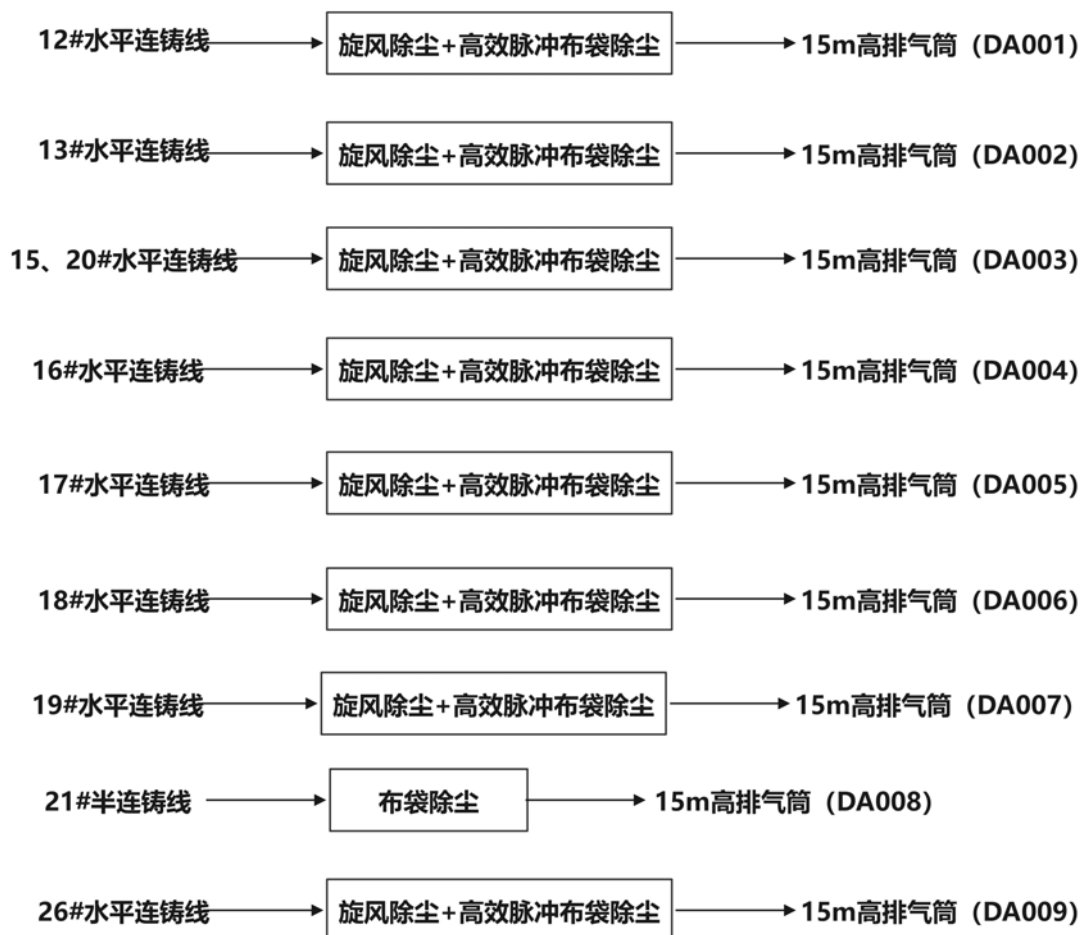 12#水平连铸线 旋风除尘+高效脉冲布袋除尘 15m高排气筒（DA001）
13#水平连铸线 旋风除尘+高效脉冲布袋除尘 15m高排气筒（DA002）
15、20#水平连铸线 旋风除尘+高效脉冲布袋除尘 15m高排气筒（DA003）
16#水平连铸线 旋风除尘+高效脉冲布袋除尘 15m高排气筒（DA004）
17#水平连铸线 旋风除尘+高效脉冲布袋除尘 15m高排气筒（DA005）
18#水平连铸线 旋风除尘+高效脉冲布袋除尘 15m高排气筒（DA006）
19#水平连铸线 旋风除尘+高效脉冲布袋除尘 15m高排气筒（DA007）
21#半连铸线 布袋除尘 15m高排气筒（DA008）
26#水平连铸线 旋风除尘+高效脉冲布袋除尘 15m高排气筒（DA009）